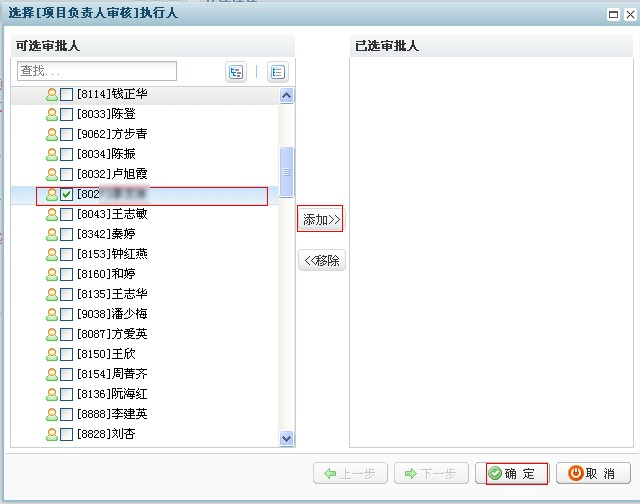 选择[项目负责人审核]执行人
可选审批人
已选审批人
查找...
[8114]钱正华
[8033]陈登
[9062]方步青
[8034]陈振
[8032]卢旭霞
[802
[8043]王志敏
[8342]秦婷
[8153]钟红燕
[8160]和婷
[8135]王志华
[9038]潘少梅
[8087]方爱英
[8150]王欣
[8154]周菩齐
[8136]阮海红
[8888]李建英
[8828]刘杏
添加>>
<<移除
上一步
下一步
确 定
取 消